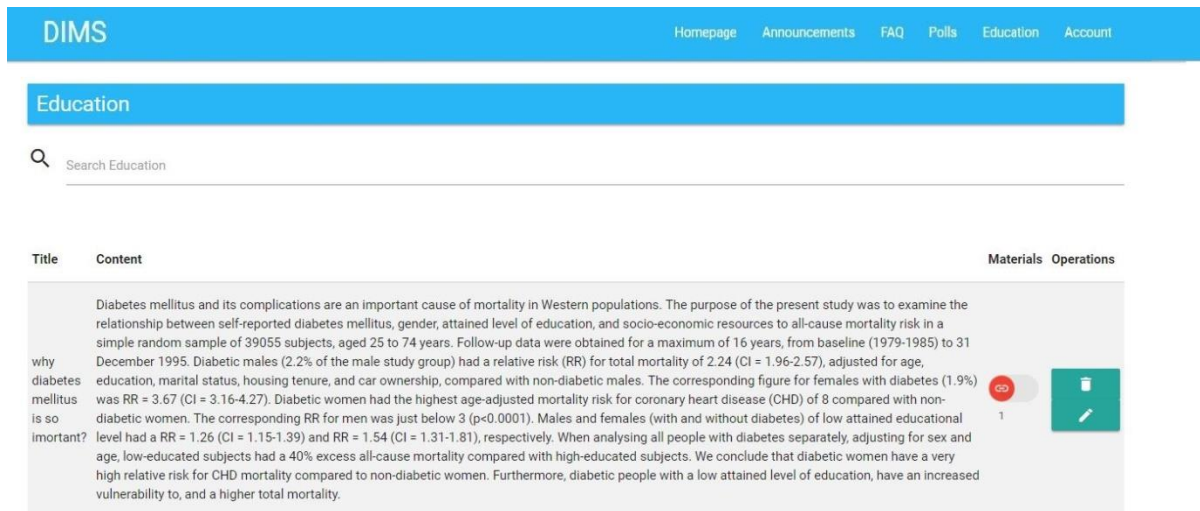 DIMS
Homepage Announcements FAQ Polls Education Account
Education
Search Education
Title Content Materials Operations
why
diabetes
mellitus
is so
imortant?
Diabetes mellitus and its complications are an important cause of mortality in Western populations. The purpose of the present study was to examine the
relationship between self-reported diabetes mellitus, gender, attained level of education, and socio-economic resources to all-cause mortality risk in a
simple random sample of 39055 subjects, aged 25 to 74 years. Follow-up data were obtained for a maximum of 16 years, from baseline (1979-1985) to 31
December 1995. Diabetic males (2.2% of the male study group) had a relative risk (RR) for total mortality of 2.24 (CI = 1.96-2.57), adjusted for age,
education, marital status, housing tenure, and car ownership, compared with non-diabetic males. The corresponding figure for females with diabetes (1.9%)
was RR = 3.67 (CI = 3.16-4.27). Diabetic women had the highest age-adjusted mortality risk for coronary heart disease (CHD) of 8 compared with non-
diabetic women. The corresponding RR for men was just below 3 (p<0.0001). Males and females (with and without diabetes) of low attained educational
level had a RR = 1.26 (CI = 1.15-1.39) and RR = 1.54 (CI = 1.31-1.81), respectively. When analysing all people with diabetes separately, adjusting for sex and
age, low-educated subjects had a 40% excess all-cause mortality compared with high-educated subjects. We conclude that diabetic women have a very
high relative risk for CHD mortality compared to non-diabetic women. Furthermore, diabetic people with a low attained level of education, have an increased
vulnerability to, and a higher total mortality.
1